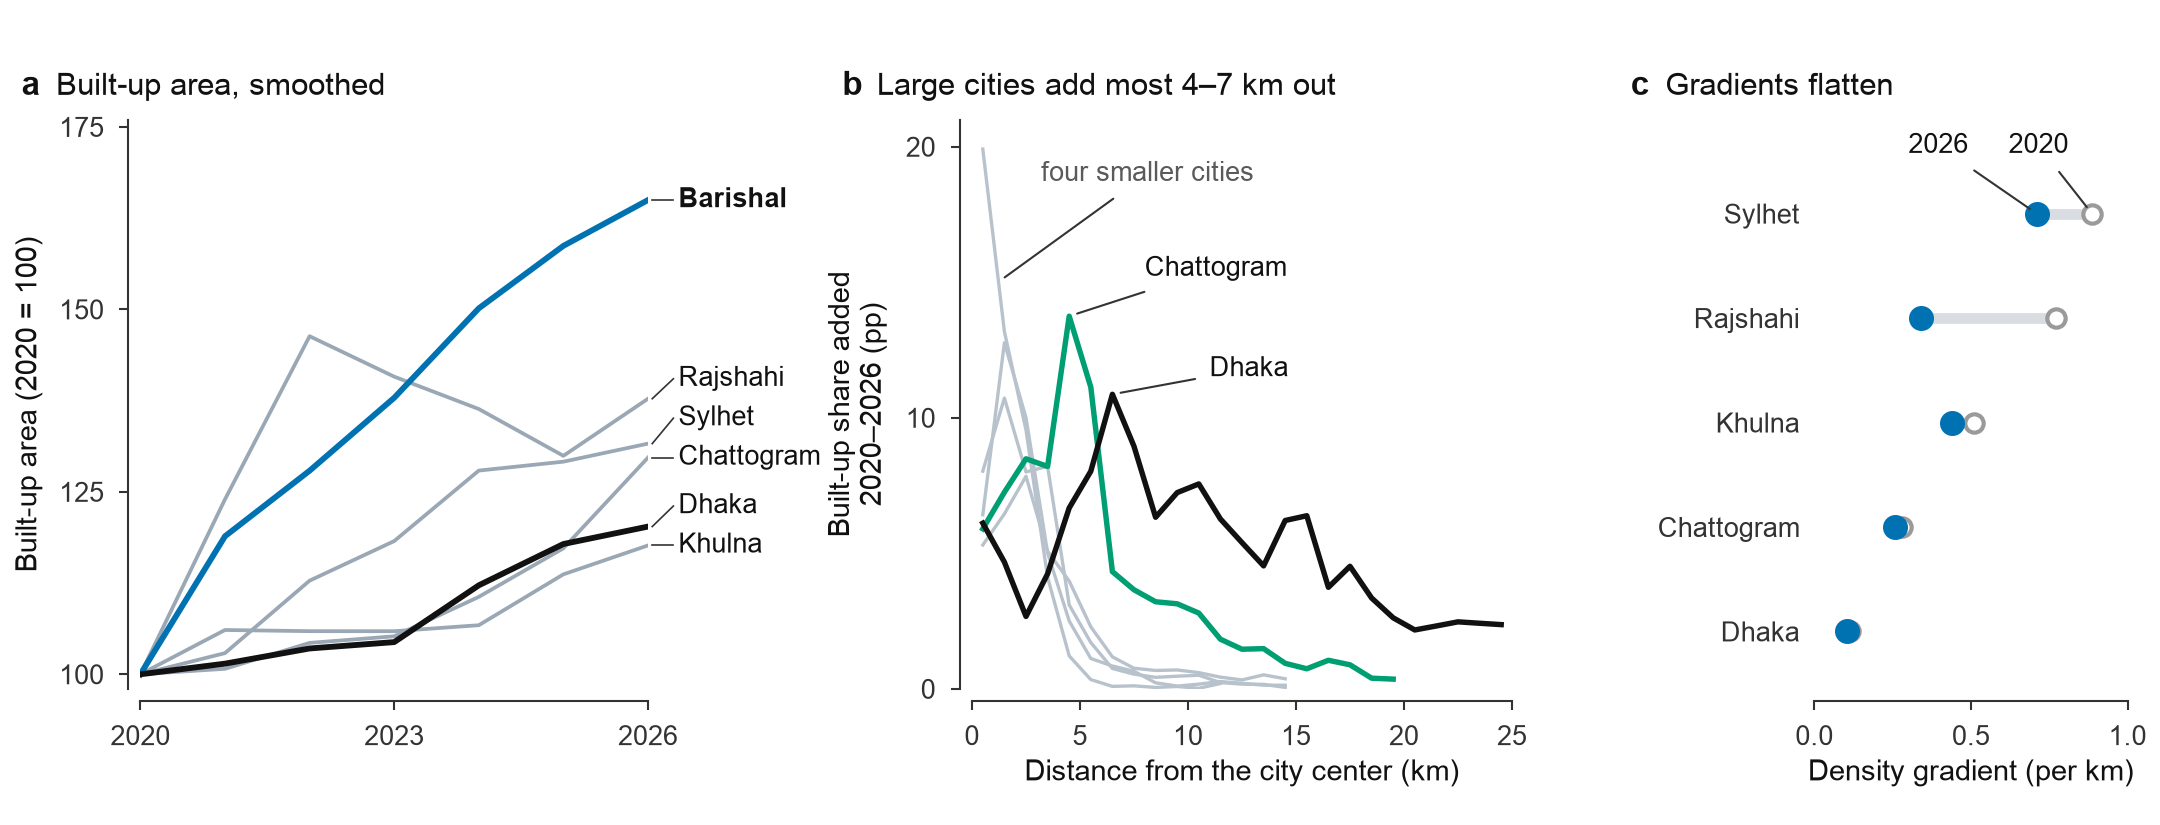 a Built-up area, smoothed
Built-up area (2020 = 100)
175
150
125
100
2020
2023
2026
Barishal
Rajshahi
Sylhet
Chattogram
Dhaka
Khulna
b Large cities add most 4–7 km out
Built-up share added
2020–2026 (pp)
20
10
0
four smaller cities
Chattogram
Dhaka
0
5
10
15
20
25
Distance from the city center (km)
c Gradients flatten
2026
2020
Sylhet
Rajshahi
Khulna
Chattogram
Dhaka
0.0
0.5
1.0
Density gradient (per km)